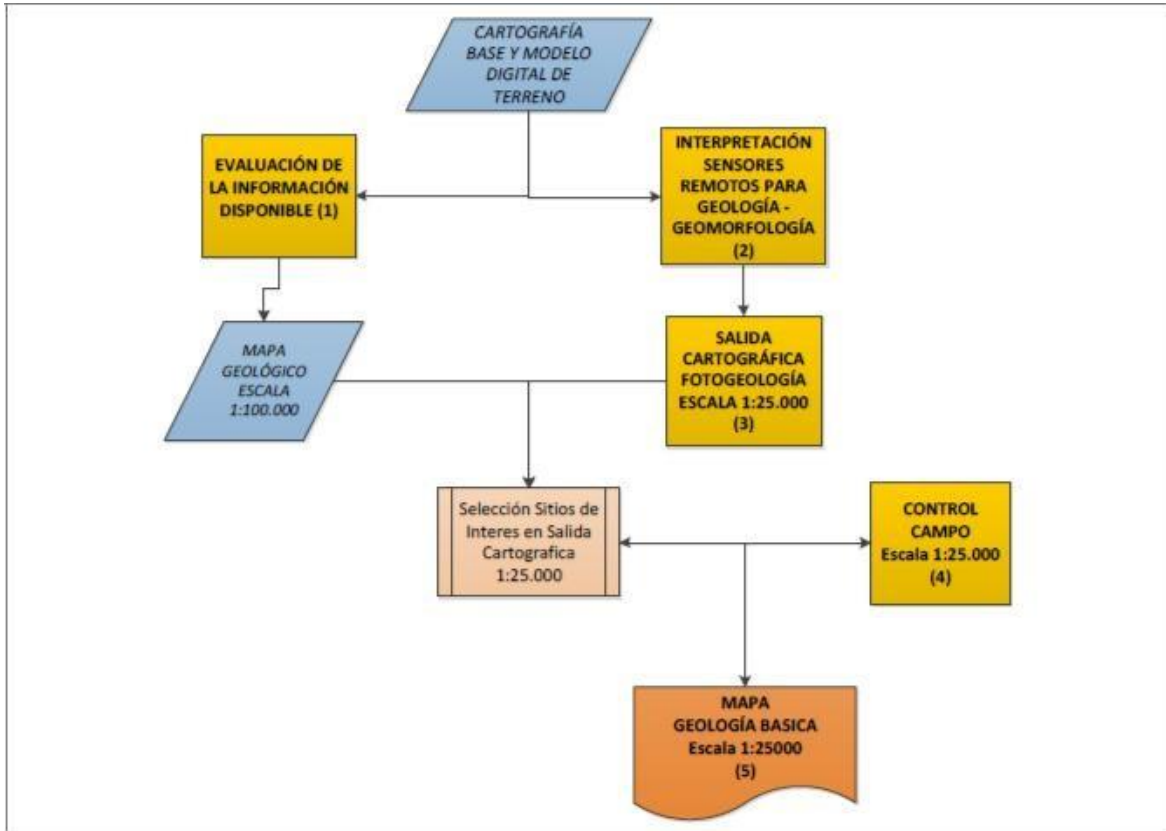 CARTOGRAFÍA
BASE Y MODELO
DIGITAL DE
TERRENO
EVALUACIÓN DE
LA INFORMACIÓN
DISPONIBLE (1)
INTERPRETACIÓN
SENSORES
REMOTOS PARA
GEOLOGÍA -
GEOMORFOLOGÍA
(2)
MAPA
GEOLÓGICO
ESCALA
1:100.000
SALIDA
CARTOGRÁFICA
FOTOGEOLOGÍA
ESCALA 1:25.000
(3)
Selección Sitios de
Interes en Salida
Cartografica
1:25.000
CONTROL
CAMPO
Escala 1:25.000
(4)
MAPA
GEOLOGÍA BASICA
Escala 1:25000
(5)